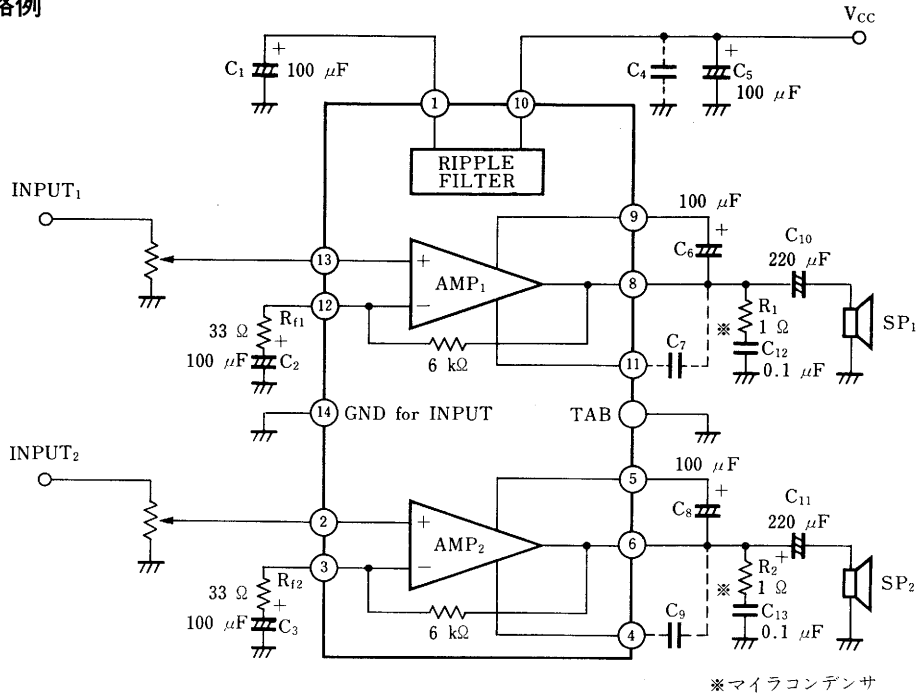 路例
VCC
C1
+
100 μF
C4
+
C5
100 μF
1
10
RIPPLE
FILTER
INPUT1
9
100 μF
+
C6
C10
220 μF
13
+
AMP1
8
12
−
33 Ω
Rf1
+
100 μF
C2
6 kΩ
※
R1
1 Ω
C7
11
C12
0.1 μF
SP1
14
GND for INPUT
TAB
INPUT2
5
100 μF
+
C8
C11
220 μF
2
+
AMP2
6
3
−
33 Ω
Rf2
+
100 μF
C3
6 kΩ
※
+
R2
1 Ω
C9
4
C13
0.1 μF
SP2
※マイラコンデンサ